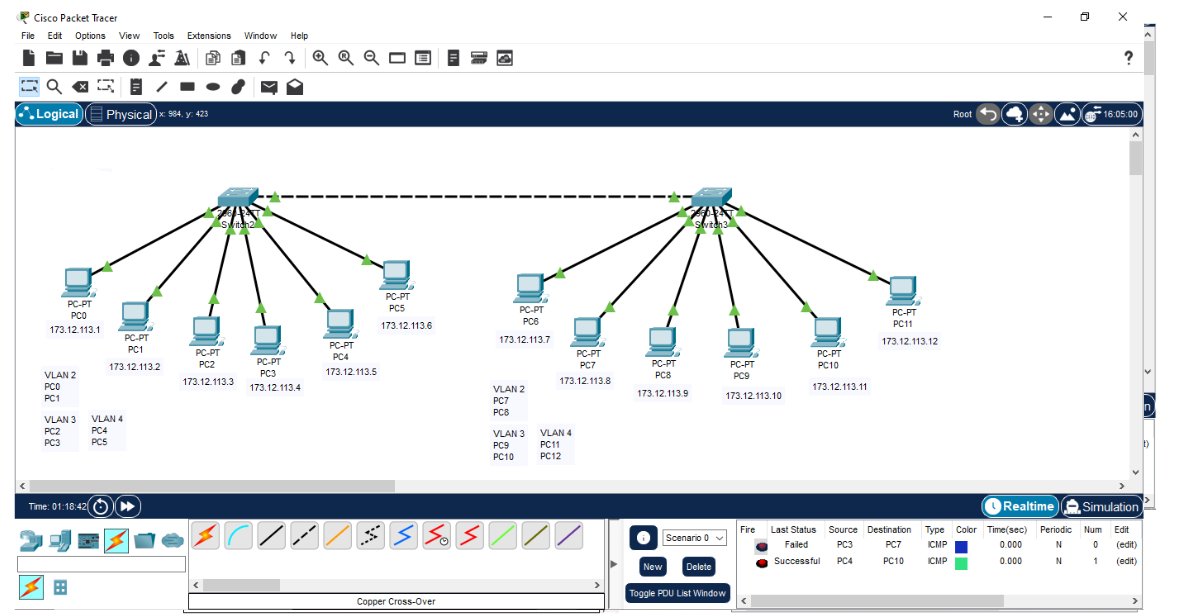 Cisco Packet Tracer
File Edit Options View Tools Extensions Window Help
?
Logical Physical x: 984, y: 423 Root 16:05:00
2960-24TT
Switch2
2960-24TT
Switch3
PC-PT
PC0
173.12.113.1
PC-PT
PC1
173.12.113.2
PC-PT
PC2
173.12.113.3
PC-PT
PC3
173.12.113.4
PC-PT
PC4
173.12.113.5
PC-PT
PC5
173.12.113.6
PC-PT
PC6
173.12.113.7
PC-PT
PC7
173.12.113.8
PC-PT
PC8
173.12.113.9
PC-PT
PC9
173.12.113.10
PC-PT
PC10
173.12.113.11
PC-PT
PC11
173.12.113.12
VLAN 2
PC0
PC1
VLAN 3
PC2
PC3
VLAN 4
PC4
PC5
VLAN 2
PC7
PC8
VLAN 3
PC9
PC10
VLAN 4
PC11
PC12
Time: 01:18:42 Realtime Simulation
Scenario 0
New Delete
Toggle PDU List Window
Fire Last Status Source Destination Type Color Time(sec) Periodic Num Edit
Failed PC3 PC7 ICMP 0.000 N 0 (edit)
Successful PC4 PC10 ICMP 0.000 N 1 (edit)
Copper Cross-Over